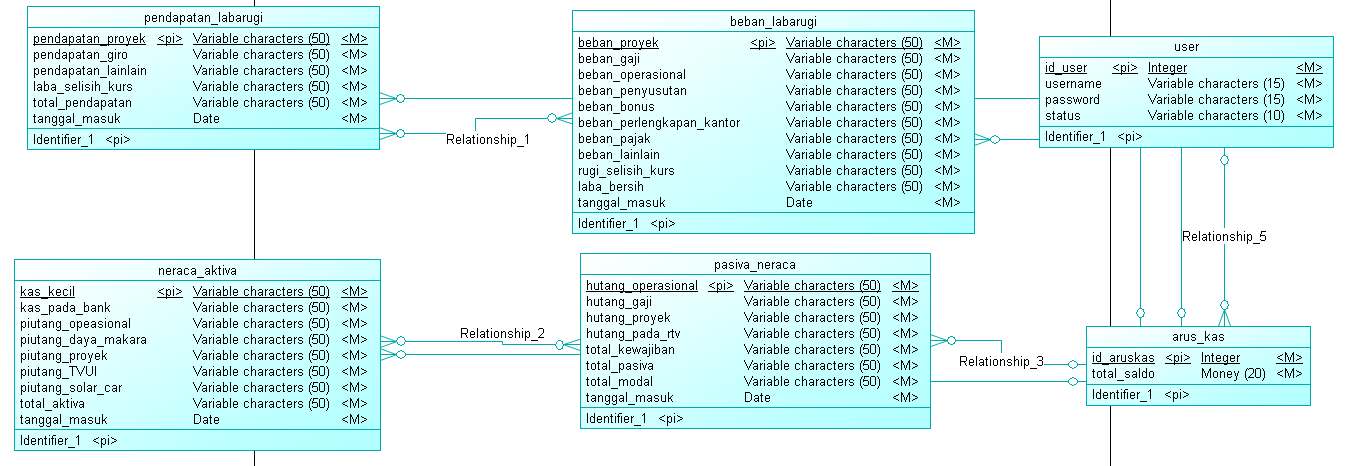 pendapatan_labarugi
pendapatan_proyek <pi> Variable characters (50) <M>
pendapatan_giro Variable characters (50) <M>
pendapatan_lainlain Variable characters (50) <M>
laba_selisih_kurs Variable characters (50) <M>
total_pendapatan Variable characters (50) <M>
tanggal_masuk Date <M>
Identifier_1 <pi>
Relationship_1
beban_labarugi
beban_proyek <pi> Variable characters (50) <M>
beban_gaji Variable characters (50) <M>
beban_operasional Variable characters (50) <M>
beban_penyusutan Variable characters (50) <M>
beban_bonus Variable characters (50) <M>
beban_perlengkapan_kantor Variable characters (50) <M>
beban_pajak Variable characters (50) <M>
beban_lainlain Variable characters (50) <M>
rugi_selisih_kurs Variable characters (50) <M>
laba_bersih Variable characters (50) <M>
tanggal_masuk Date <M>
Identifier_1 <pi>
user
id_user <pi> Integer <M>
username Variable characters (15) <M>
password Variable characters (15) <M>
status Variable characters (10) <M>
Identifier_1 <pi>
Relationship_5
neraca_aktiva
kas_kecil <pi> Variable characters (50) <M>
kas_pada_bank Variable characters (50) <M>
piutang_opeasional Variable characters (50) <M>
piutang_daya_makara Variable characters (50) <M>
piutang_proyek Variable characters (50) <M>
piutang_TVUI Variable characters (50) <M>
piutang_solar_car Variable characters (50) <M>
total_aktiva Variable characters (50) <M>
tanggal_masuk Date <M>
Identifier_1 <pi>
Relationship_2
pasiva_neraca
hutang_operasional <pi> Variable characters (50) <M>
hutang_gaji Variable characters (50) <M>
hutang_proyek Variable characters (50) <M>
hutang_pada_rtv Variable characters (50) <M>
total_kewajiban Variable characters (50) <M>
total_pasiva Variable characters (50) <M>
total_modal Variable characters (50) <M>
tanggal_masuk Date <M>
Identifier_1 <pi>
Relationship_3
arus_kas
id_aruskas <pi> Integer <M>
total_saldo Money (20) <M>
Identifier_1 <pi>